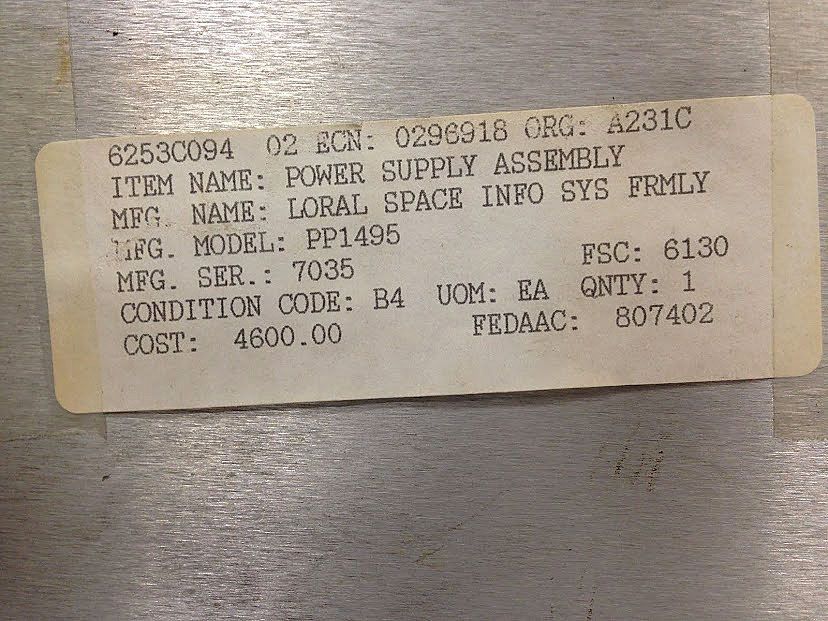 6253C094 02 ECN: 0296918 ORG: A231C
ITEM NAME: POWER SUPPLY ASSEMBLY
MFG. NAME: LORAL SPACE INFO SYS FRMLY
MFG. MODEL: PP1495
MFG. SER.: 7035 FSC: 6130
CONDITION CODE: B4 UOM: EA QNTY: 1
COST: 4600.00 FEDAAC: 807402